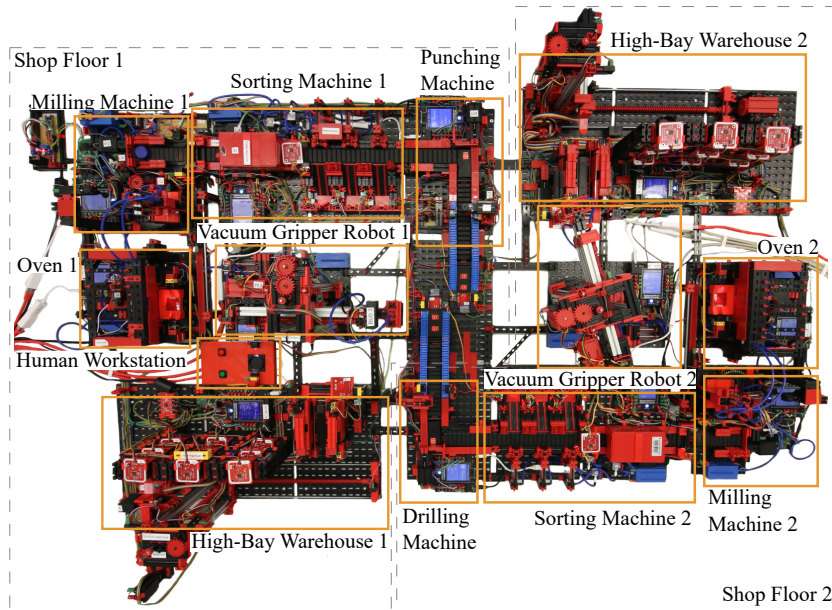 Shop Floor 1
Sorting Machine 1
Punching
Machine
High-Bay Warehouse 2
Milling Machine 1
Vacuum Gripper Robot 1
Oven 1
Oven 2
Human Workstation
Vacuum Gripper Robot 2
High-Bay Warehouse 1
Drilling
Machine
Sorting Machine 2
Milling
Machine 2
Shop Floor 2